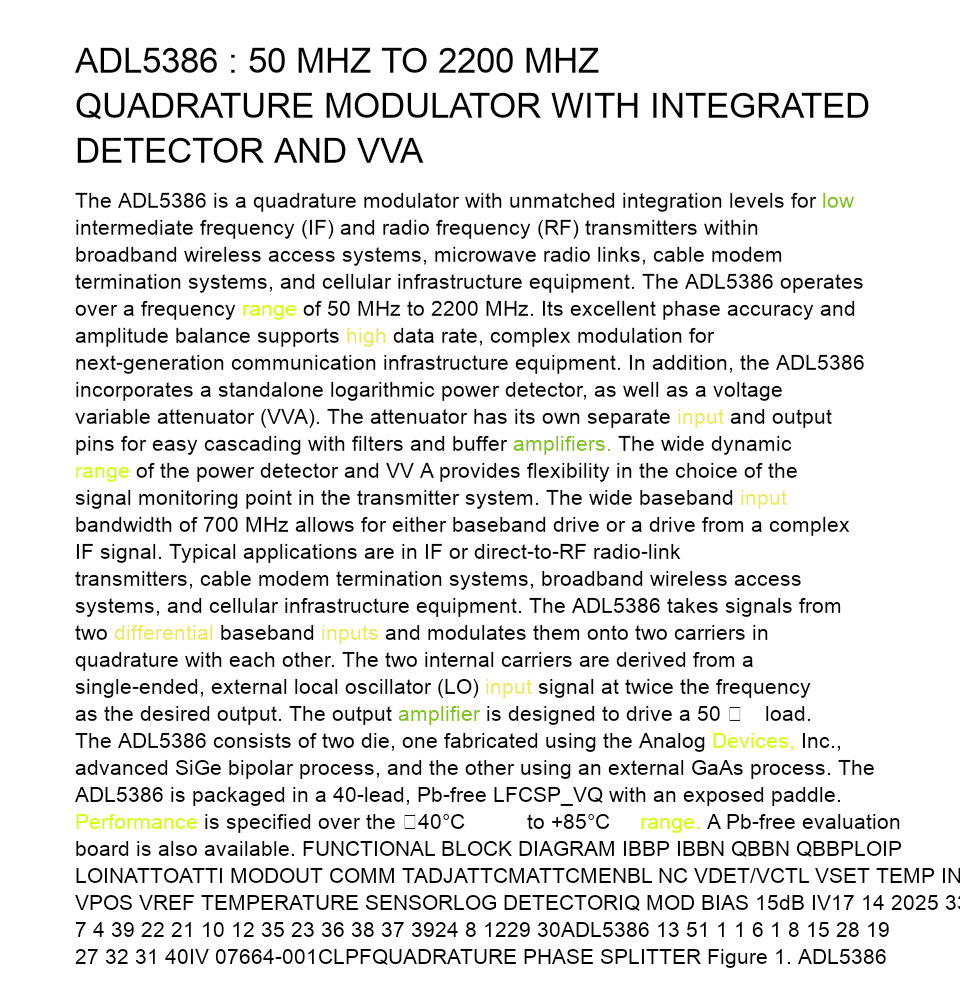 ADL5386 : 50 MHZ TO 2200 MHZ
QUADRATURE MODULATOR WITH INTEGRATED
DETECTOR AND VVA
The ADL5386 is a quadrature modulator with unmatched integration levels for low
intermediate frequency (IF) and radio frequency (RF) transmitters within
broadband wireless access systems, microwave radio links, cable modem
termination systems, and cellular infrastructure equipment. The ADL5386 operates
over a frequency range of 50 MHz to 2200 MHz. Its excellent phase accuracy and
amplitude balance supports high data rate, complex modulation for
next-generation communication infrastructure equipment. In addition, the ADL5386
incorporates a standalone logarithmic power detector, as well as a voltage
variable attenuator (VVA). The attenuator has its own separate input and output
pins for easy cascading with filters and buffer amplifiers. The wide dynamic
range of the power detector and VV A provides flexibility in the choice of the
signal monitoring point in the transmitter system. The wide baseband input
bandwidth of 700 MHz allows for either baseband drive or a drive from a complex
IF signal. Typical applications are in IF or direct-to-RF radio-link
transmitters, cable modem termination systems, broadband wireless access
systems, and cellular infrastructure equipment. The ADL5386 takes signals from
two differential baseband inputs and modulates them onto two carriers in
quadrature with each other. The two internal carriers are derived from a
single-ended, external local oscillator (LO) input signal at twice the frequency
as the desired output. The output amplifier is designed to drive a 50 load.
The ADL5386 consists of two die, one fabricated using the Analog Devices, Inc.,
advanced SiGe bipolar process, and the other using an external GaAs process. The
ADL5386 is packaged in a 40-lead, Pb-free LFCSP_VQ with an exposed paddle.
Performance is specified over the 40°C to +85°C range. A Pb-free evaluation
board is also available. FUNCTIONAL BLOCK DIAGRAM IBBP IBBN QBBN QBBPLOIP
LOINATTOATTI MODOUT COMM TADJATTCMATTCMENBL NC VDET/VCTL VSET TEMP IN
VPOS VREF TEMPERATURE SENSORLOG DETECTORIQ MOD BIAS 15dB IV17 14 2025 33
7 4 39 22 21 10 12 35 23 36 38 37 3924 8 1229 30ADL5386 13 51 1 1 6 1 8 15 28 19
27 32 31 40IV 07664-001CLPFQUADRATURE PHASE SPLITTER Figure 1. ADL5386